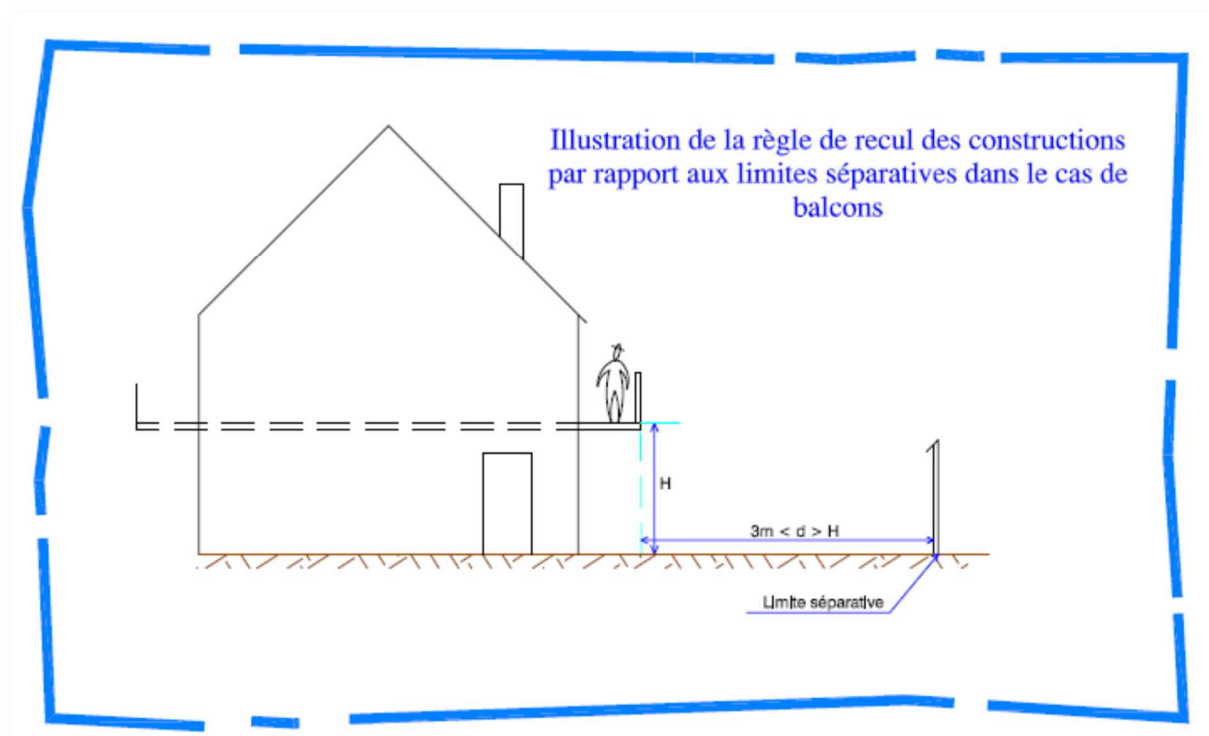 Illustration de la règle de recul des constructions
par rapport aux limites séparatives dans le cas de
balcons
H
3m < d > H
Limite séparative